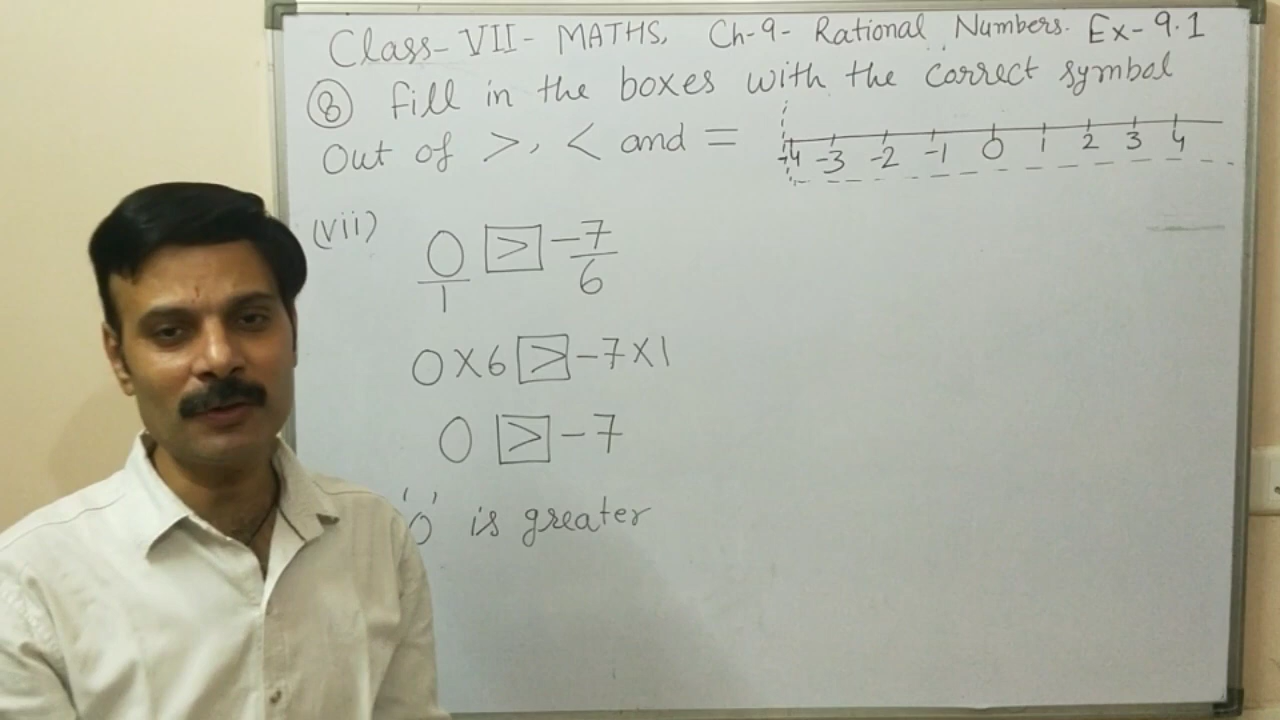 Class-VII- MATHS, Ch-9- Rational Numbers. Ex-9.1
⑧ Fill in the boxes with the correct symbol
Out of >, < and =
-4 -3 -2 -1 0 1 2 3 4
(vii)
0/1 [>] -7/6
0×6 [>] -7×1
0 [>] -7
'0' is greater